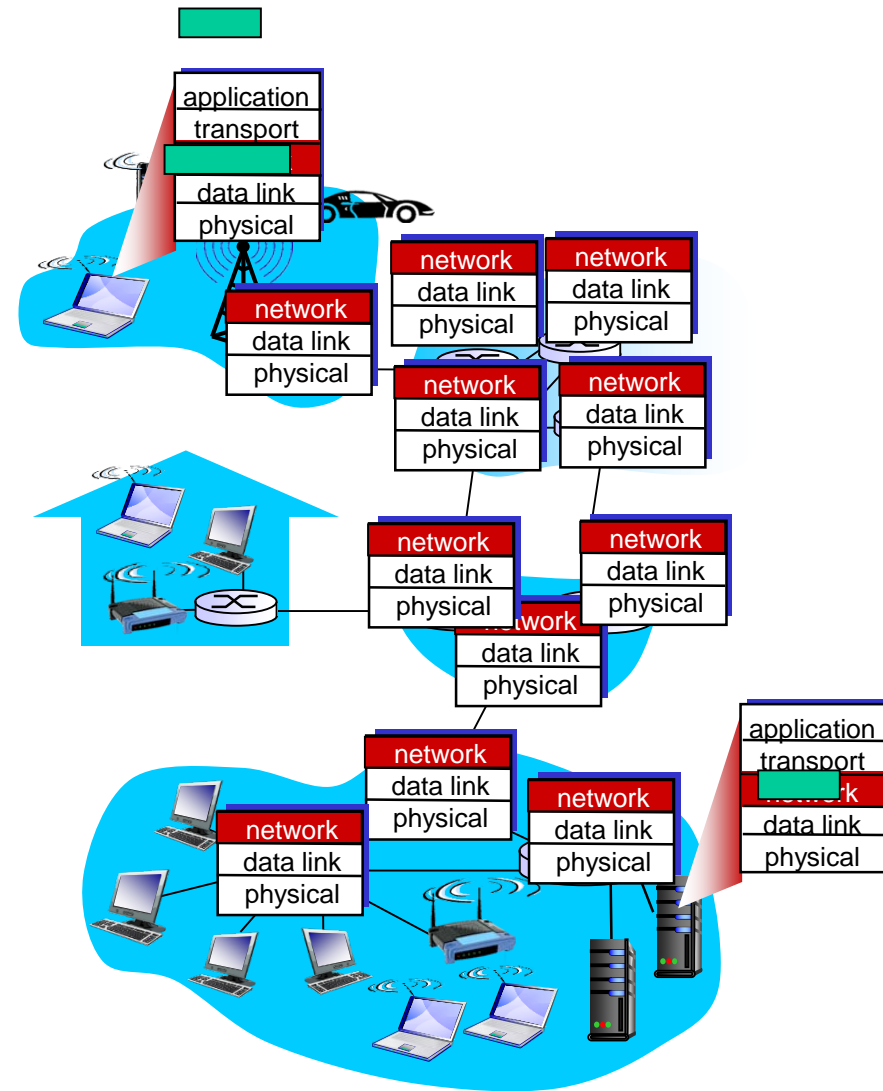 application
transport
data link
physical
network
data link
physical
network
data link
physical
network
data link
physical
network
data link
physical
network
data link
physical
network
data link
physical
network
data link
physical
network
data link
physical
application
transport
network
data link
physical
network
data link
physical
network
data link
physical
network
data link
physical